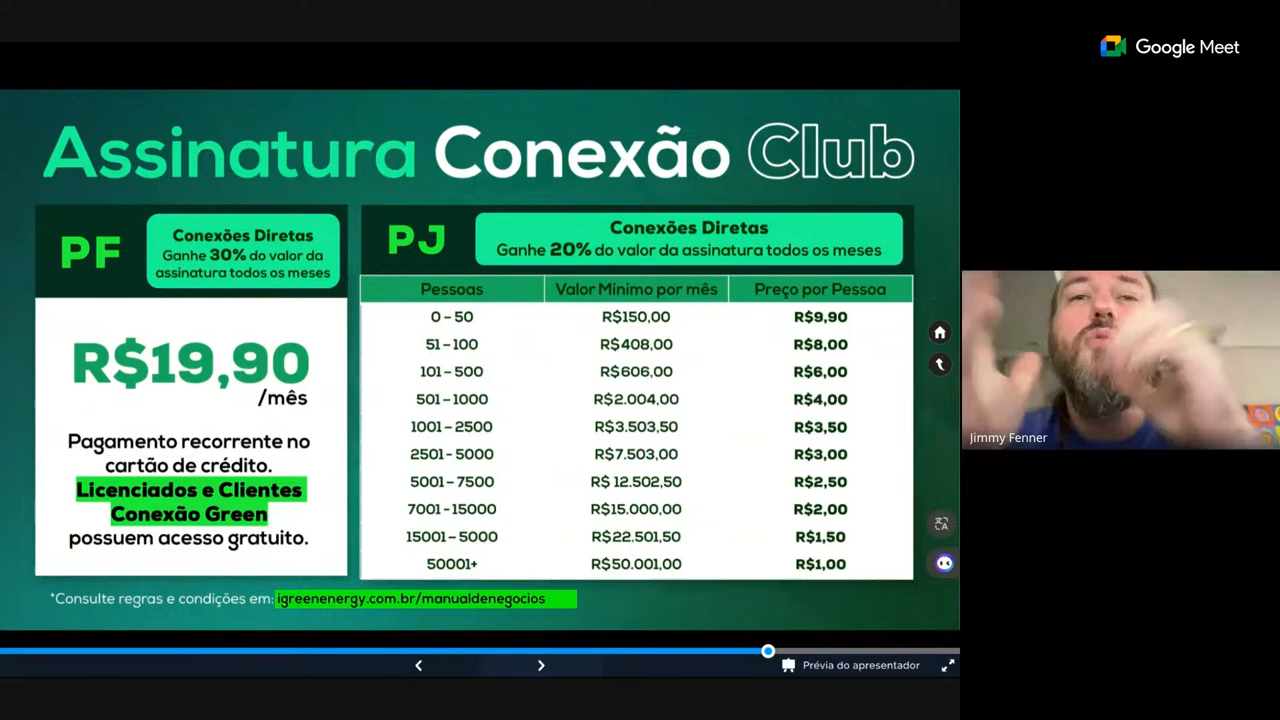 Google Meet
Assinatura Conexão Club
PF
Conexões Diretas
Ganhe 30% do valor da
assinatura todos os meses
R$19,90
/mês
Pagamento recorrente no
cartão de crédito.
Licenciados e Clientes
Conexão Green
possuem acesso gratuito.
PJ
Conexões Diretas
Ganhe 20% do valor da assinatura todos os meses
Pessoas Valor Mínimo por mês Preço por Pessoa
0 – 50 R$150,00 R$9,90
51 – 100 R$408,00 R$8,00
101 – 500 R$606,00 R$6,00
501 – 1000 R$2.004,00 R$4,00
1001 – 2500 R$3.503,50 R$3,50
2501 - 5000 R$7.503,00 R$3,00
5001 – 7500 R$ 12.502,50 R$2,50
7001 - 15000 R$15.000,00 R$2,00
15001 – 5000 R$22.501,50 R$1,50
50001+ R$50.001,00 R$1,00
*Consulte regras e condições em: igreenenergy.com.br/manualdenegocios
Jimmy Fenner
Prévia do apresentador